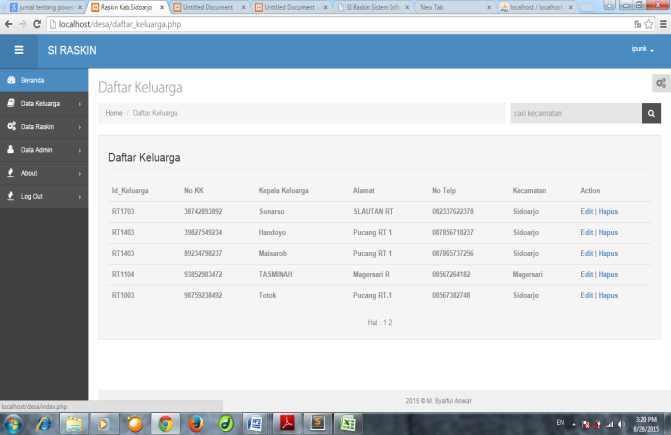 jurnal tentang power
Raskin Kab.Sidoarjo
Untitled Document
Untitled Document
SI Raskin Sistem Info
New Tab
localhost / localhost
localhost/desa/daftar_keluarga.php
SI RASKIN
ipunk
Beranda
Data Keluarga
Data Raskin
Data Admin
About
Log Out
Daftar Keluarga
Home / Daftar Keluarga
cari kecamatan
Daftar Keluarga
Id_Keluarga No KK Kepala Keluarga Alamat No Telp Kecamatan Action
RT1703 38742893892 Sunarso SLAUTAN RT 082337622378 Sidoarjo Edit | Hapus
RT1403 39827549234 Handoyo Pucang RT 1 087856718237 Sidoarjo Edit | Hapus
RT1403 89234798237 Maisaroh Pucang RT 1 087865737256 Sidoarjo Edit | Hapus
RT1104 93852983472 TASMINAH Magersari R 08567264182 Magersari Edit | Hapus
RT1003 98759238492 Totok Pucang RT.1 08567382748 Sidoarjo Edit | Hapus
Hal : 1 2
2015 © M. Syaiful Anwar
localhost/desa/index.php
EN
3:20 PM
8/28/2015